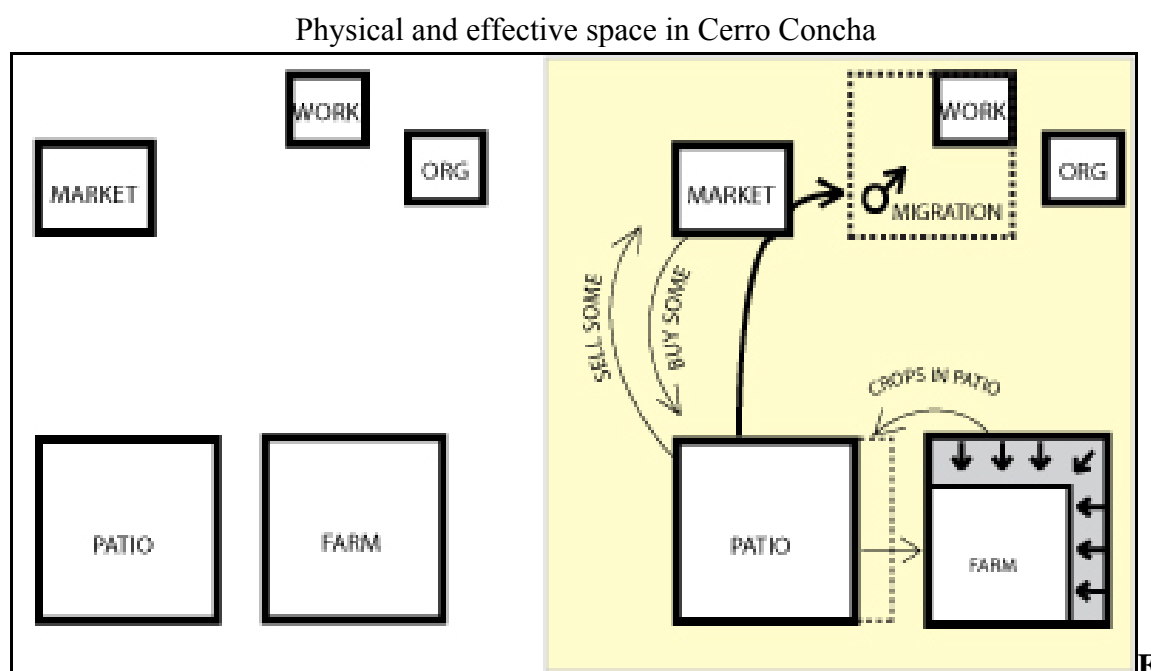 Physical and effective space in Cerro Concha
WORK
ORG
MARKET
PATIO
FARM
WORK
ORG
MARKET
MIGRATION
SELL SOME
BUY SOME
CROPS IN PATIO
PATIO
FARM